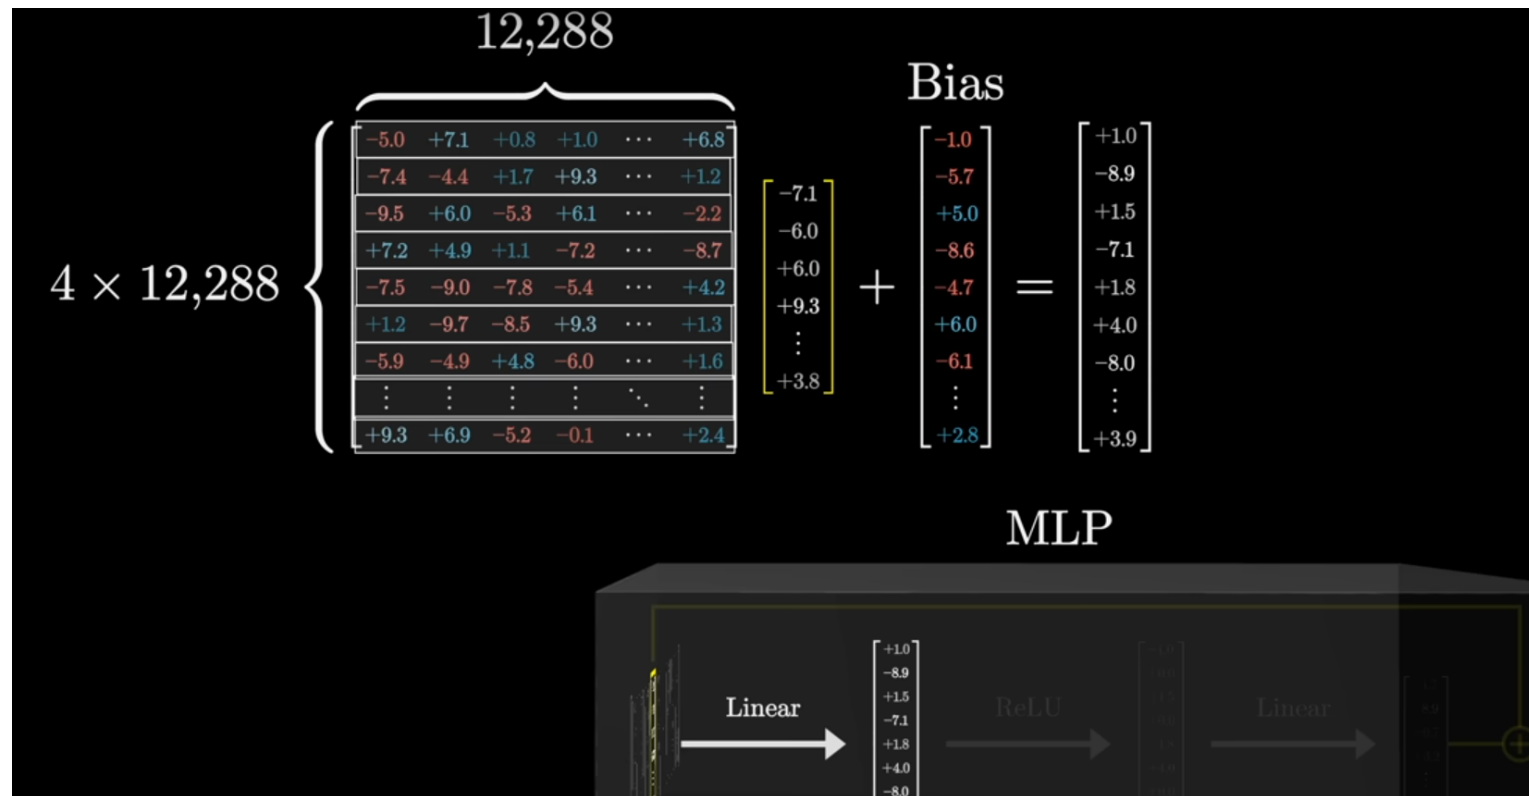 12,288
Bias
4 × 12,288
−5.0 +7.1 +0.8 +1.0 ⋯ +6.8
−7.4 −4.4 +1.7 +9.3 ⋯ +1.2
−9.5 +6.0 −5.3 +6.1 ⋯ −2.2
+7.2 +4.9 +1.1 −7.2 ⋯ −8.7
−7.5 −9.0 −7.8 −5.4 ⋯ +4.2
+1.2 −9.7 −8.5 +9.3 ⋯ +1.3
−5.9 −4.9 +4.8 −6.0 ⋯ +1.6
⋮ ⋮ ⋮ ⋮ ⋱ ⋮
+9.3 +6.9 −5.2 −0.1 ⋯ +2.4
−7.1
−6.0
+6.0
+9.3
⋮
+3.8
+
−1.0
−5.7
+5.0
−8.6
−4.7
+6.0
−6.1
⋮
+2.8
=
+1.0
−8.9
+1.5
−7.1
+1.8
+4.0
−8.0
⋮
+3.9
MLP
Linear
+1.0
−8.9
+1.5
−7.1
+1.8
+4.0
−8.0
ReLU
Linear